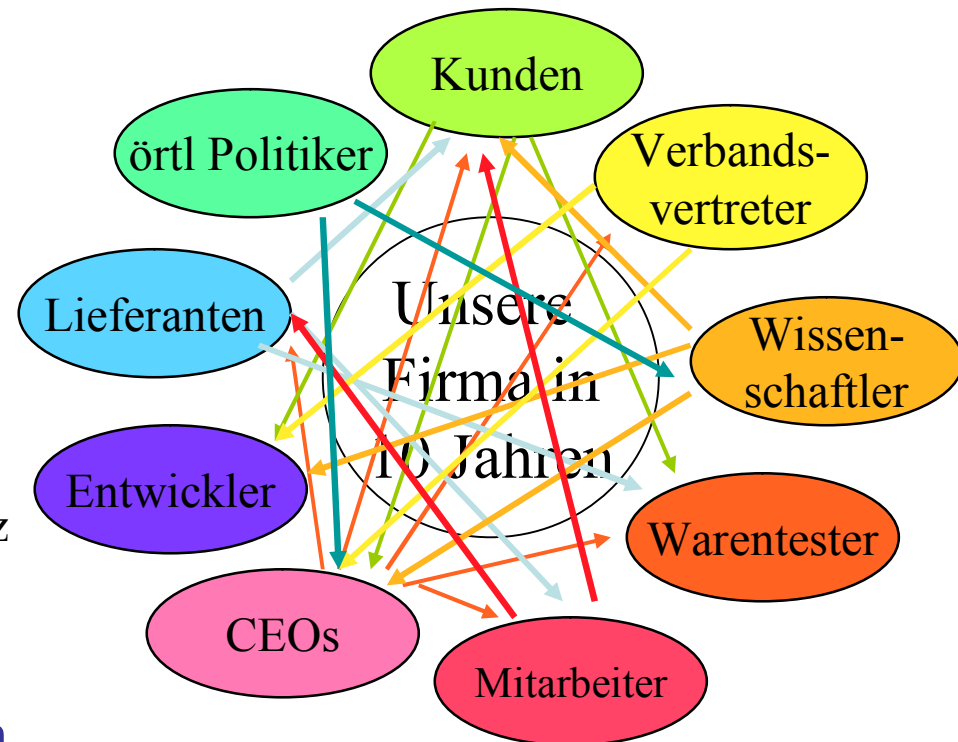 Kunden
örtl Politiker
Verbands-
vertreter
Lieferanten
Unsere
Firma in
10 Jahren
Wissen-
schaftler
Entwickler
z
Warentester
CEOs
Mitarbeiter